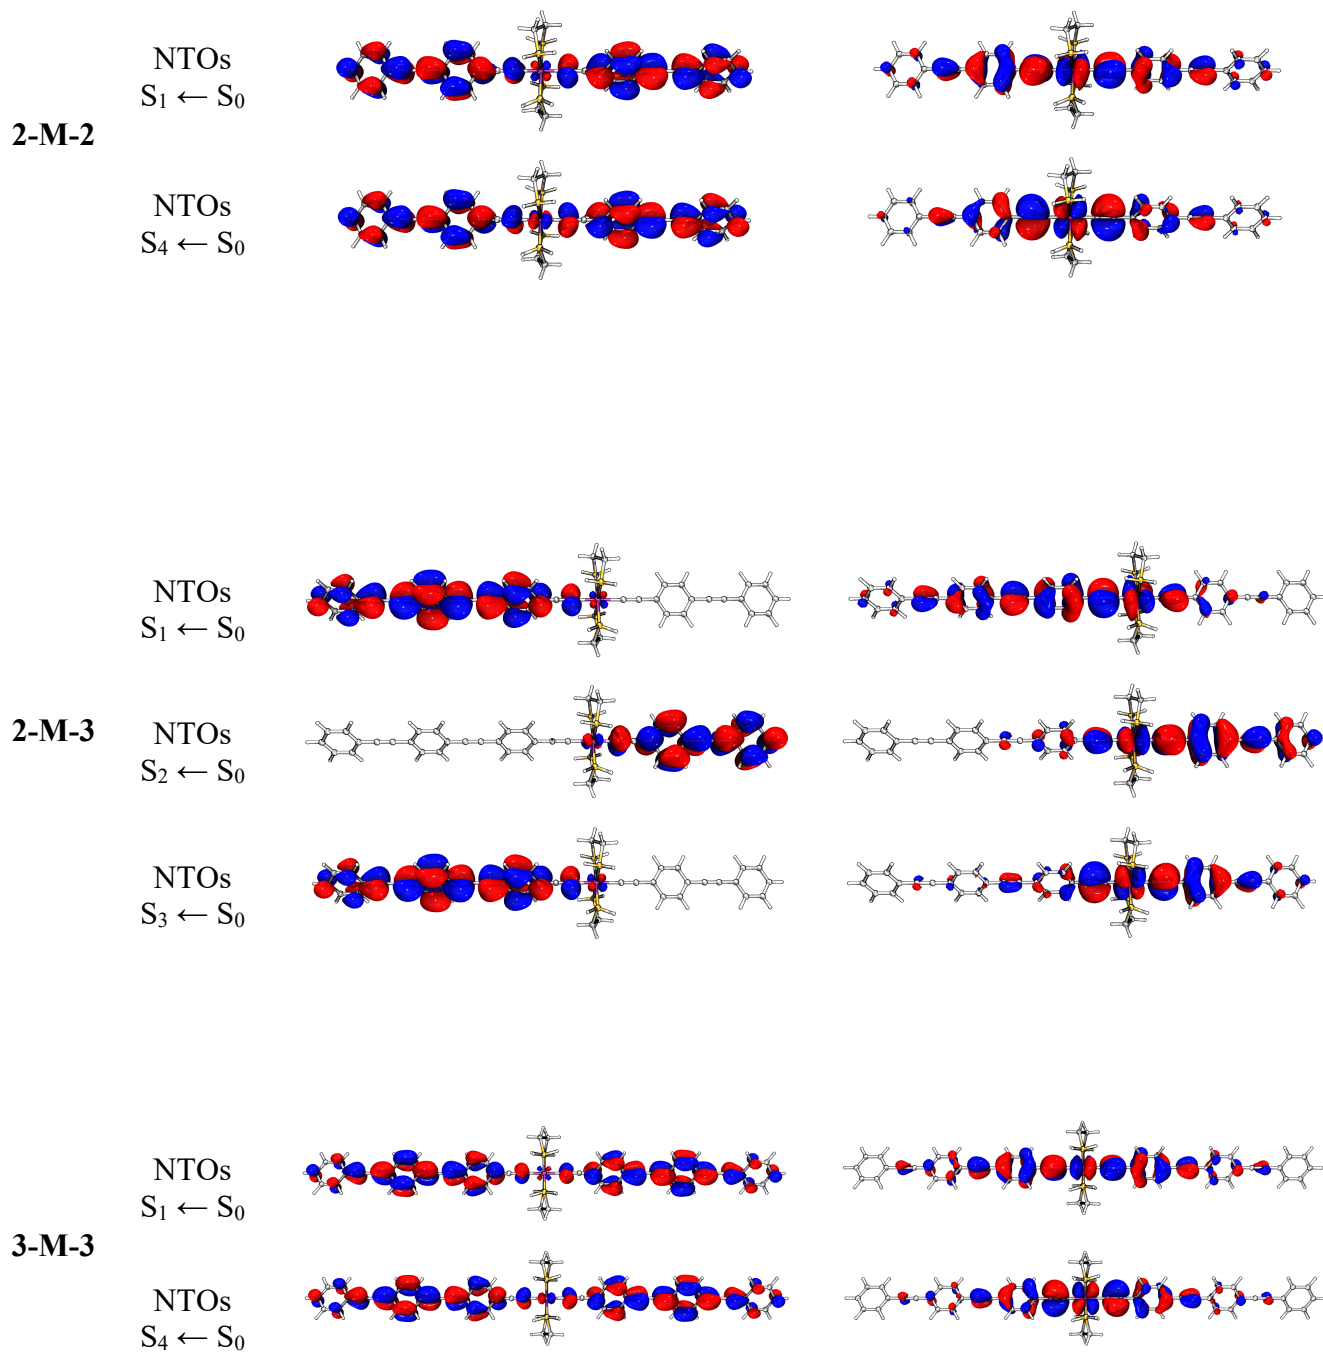 NTOs
S₁ ← S₀
2-M-2
NTOs
S₄ ← S₀
NTOs
S₁ ← S₀
2-M-3
NTOs
S₂ ← S₀
NTOs
S₃ ← S₀
NTOs
S₁ ← S₀
3-M-3
NTOs
S₄ ← S₀